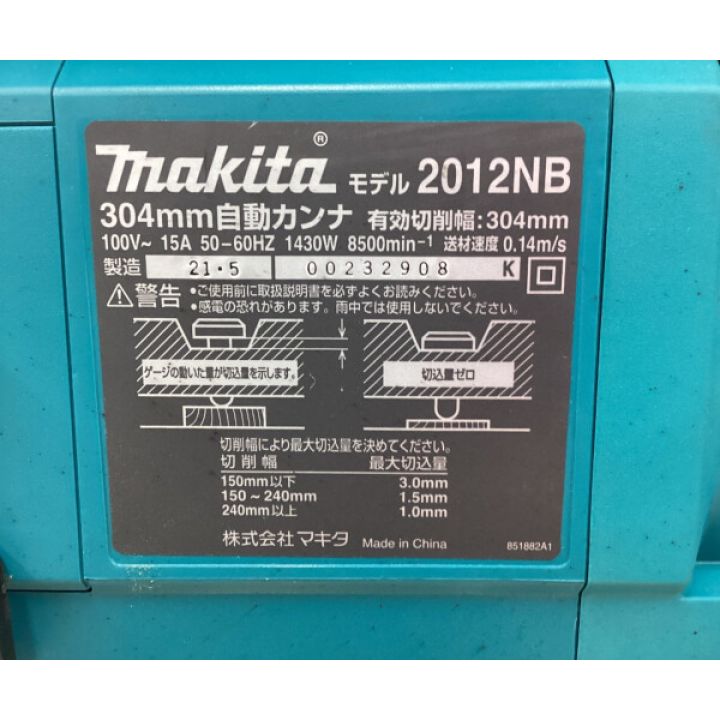 makita® モデル 2012NB
304mm自動カンナ 有効切削幅:304mm
100V~ 15A 50-60HZ 1430W 8500min-1 送材速度 0.14m/s
製造 21・5 00232908 K
⚠警告 •ご使用前に取扱説明書を必ずよくお読みください。
•感電の恐れがあります。雨中では使用しないでください。
ゲージの動いた量が切込量を示します。 切込量ゼロ
切削幅により最大切込量を決めてください。
切削幅 最大切込量
150mm以下 3.0mm
150~240mm 1.5mm
240mm以上 1.0mm
株式会社マキタ Made in China 851882A1